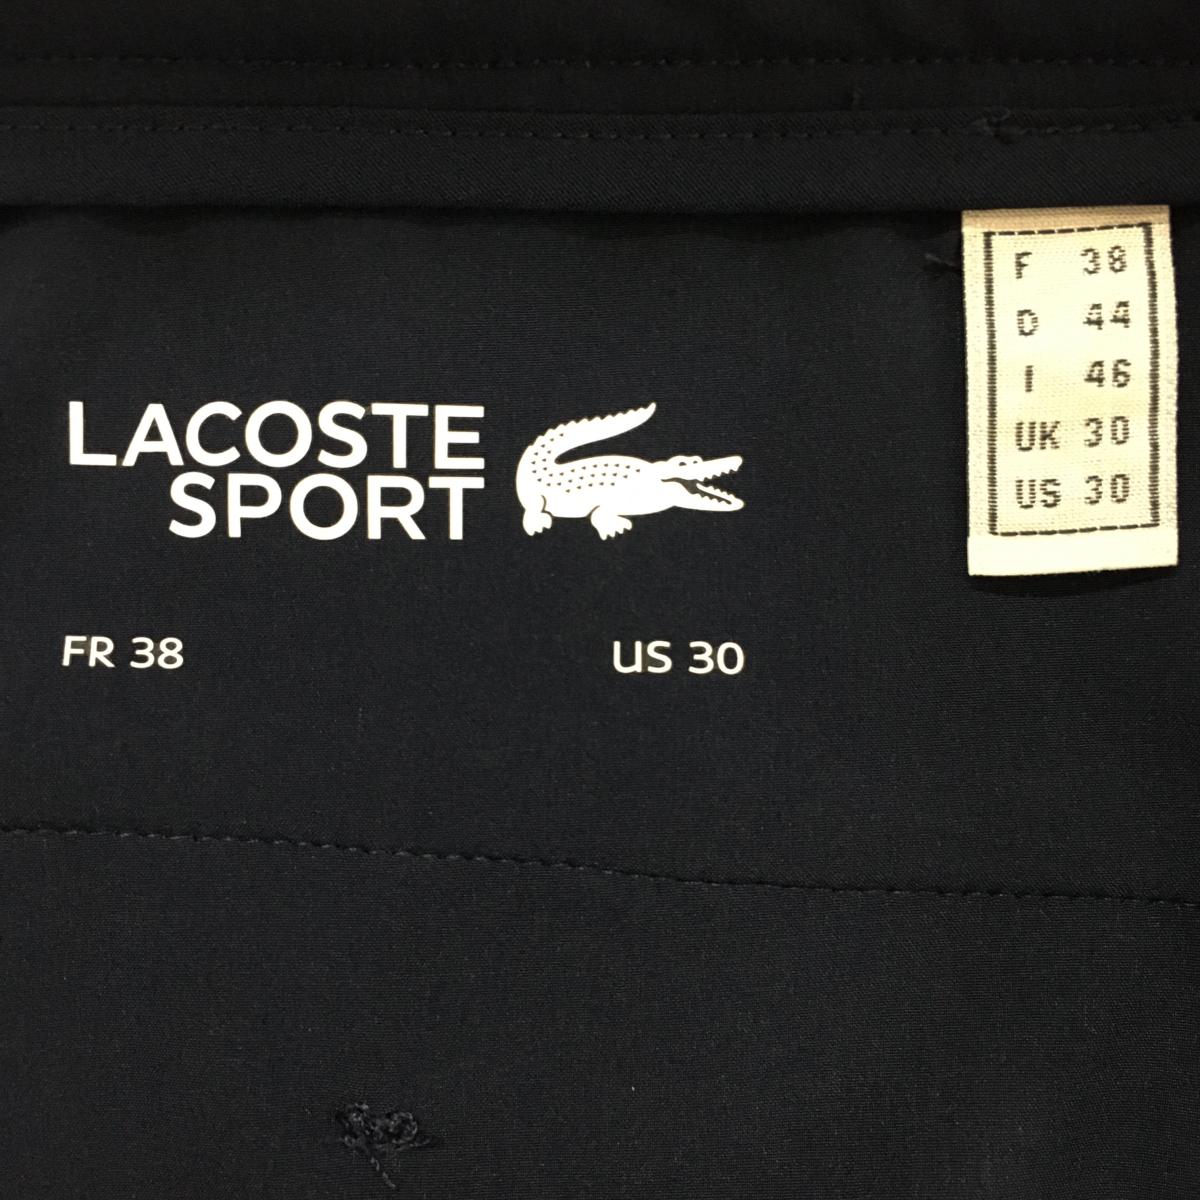 LACOSTE
SPORT
FR 38
US 30
F 38
D 44
I 46
UK 30
US 30